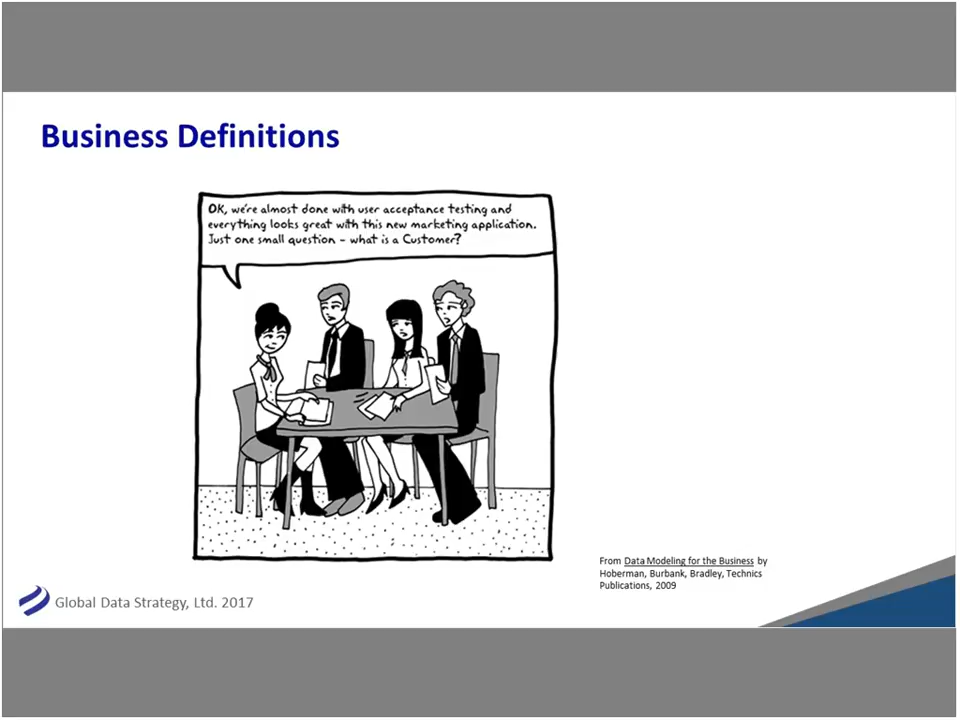 Business Definitions
OK, we're almost done with user acceptance testing and
everything looks great with this new marketing application.
Just one small question – what is a Customer?
From Data Modeling for the Business by
Hoberman, Burbank, Bradley, Technics
Publications, 2009
Global Data Strategy, Ltd. 2017